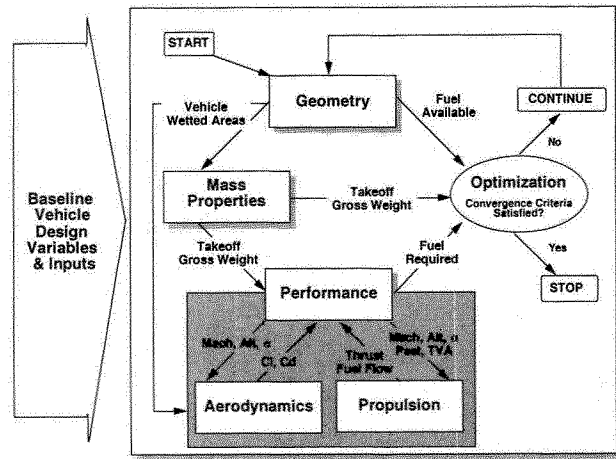 START
Geometry
Vehicle
Wetted Areas
Fuel
Available
CONTINUE
No
Baseline
Vehicle
Design
Variables
& Inputs
Mass
Properties
Takeoff
Gross Weight
Optimization
Convergence Criteria
Satisfied?
Takeoff
Gross Weight
Fuel
Required
Yes
STOP
Performance
Mach, Alt, α
Cl, Cd
Thrust
Fuel Flow
Mach, Alt, α
TVA
Aerodynamics
Propulsion